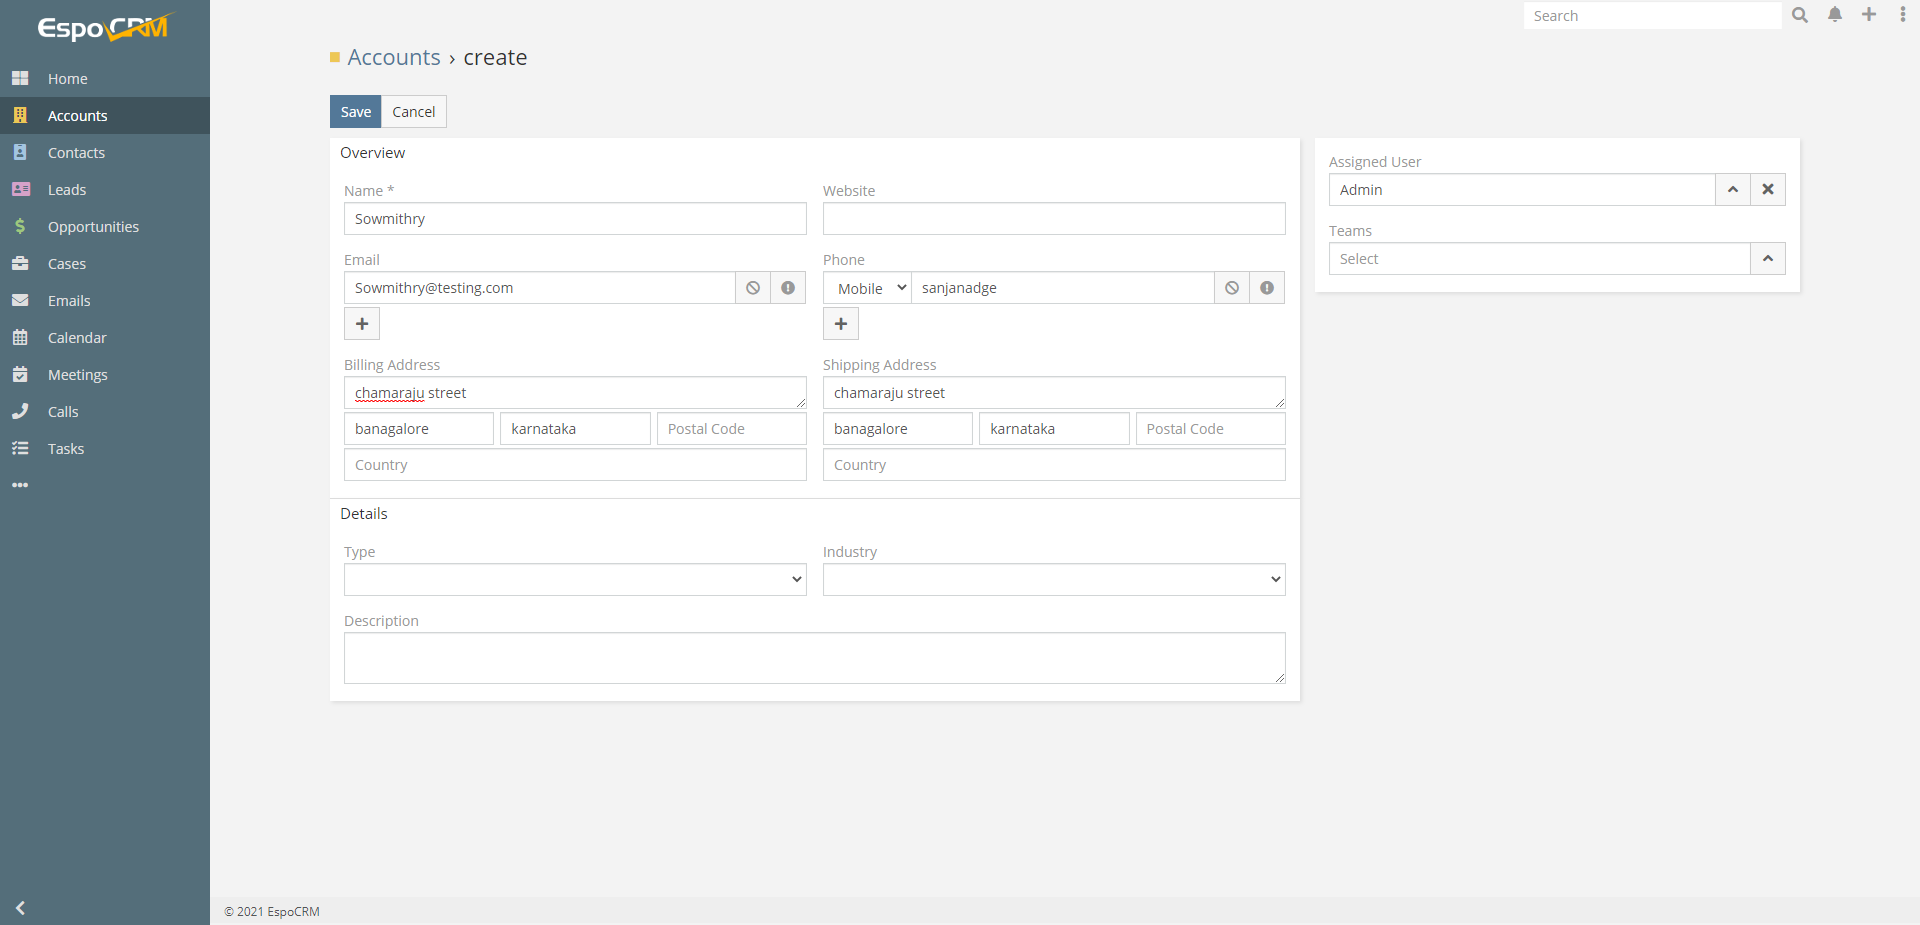 EspoCRM
Search
Home
Accounts
Contacts
Leads
Opportunities
Cases
Emails
Calendar
Meetings
Calls
Tasks
Accounts › create
Save Cancel
Overview
Name * Website
Sowmithry
Email Phone
Sowmithry@testing.com Mobile sanjanadge
Billing Address Shipping Address
chamaraju street chamaraju street
banagalore karnataka Postal Code banagalore karnataka Postal Code
Country Country
Details
Type Industry
Description
Assigned User
Admin
Teams
Select
© 2021 EspoCRM